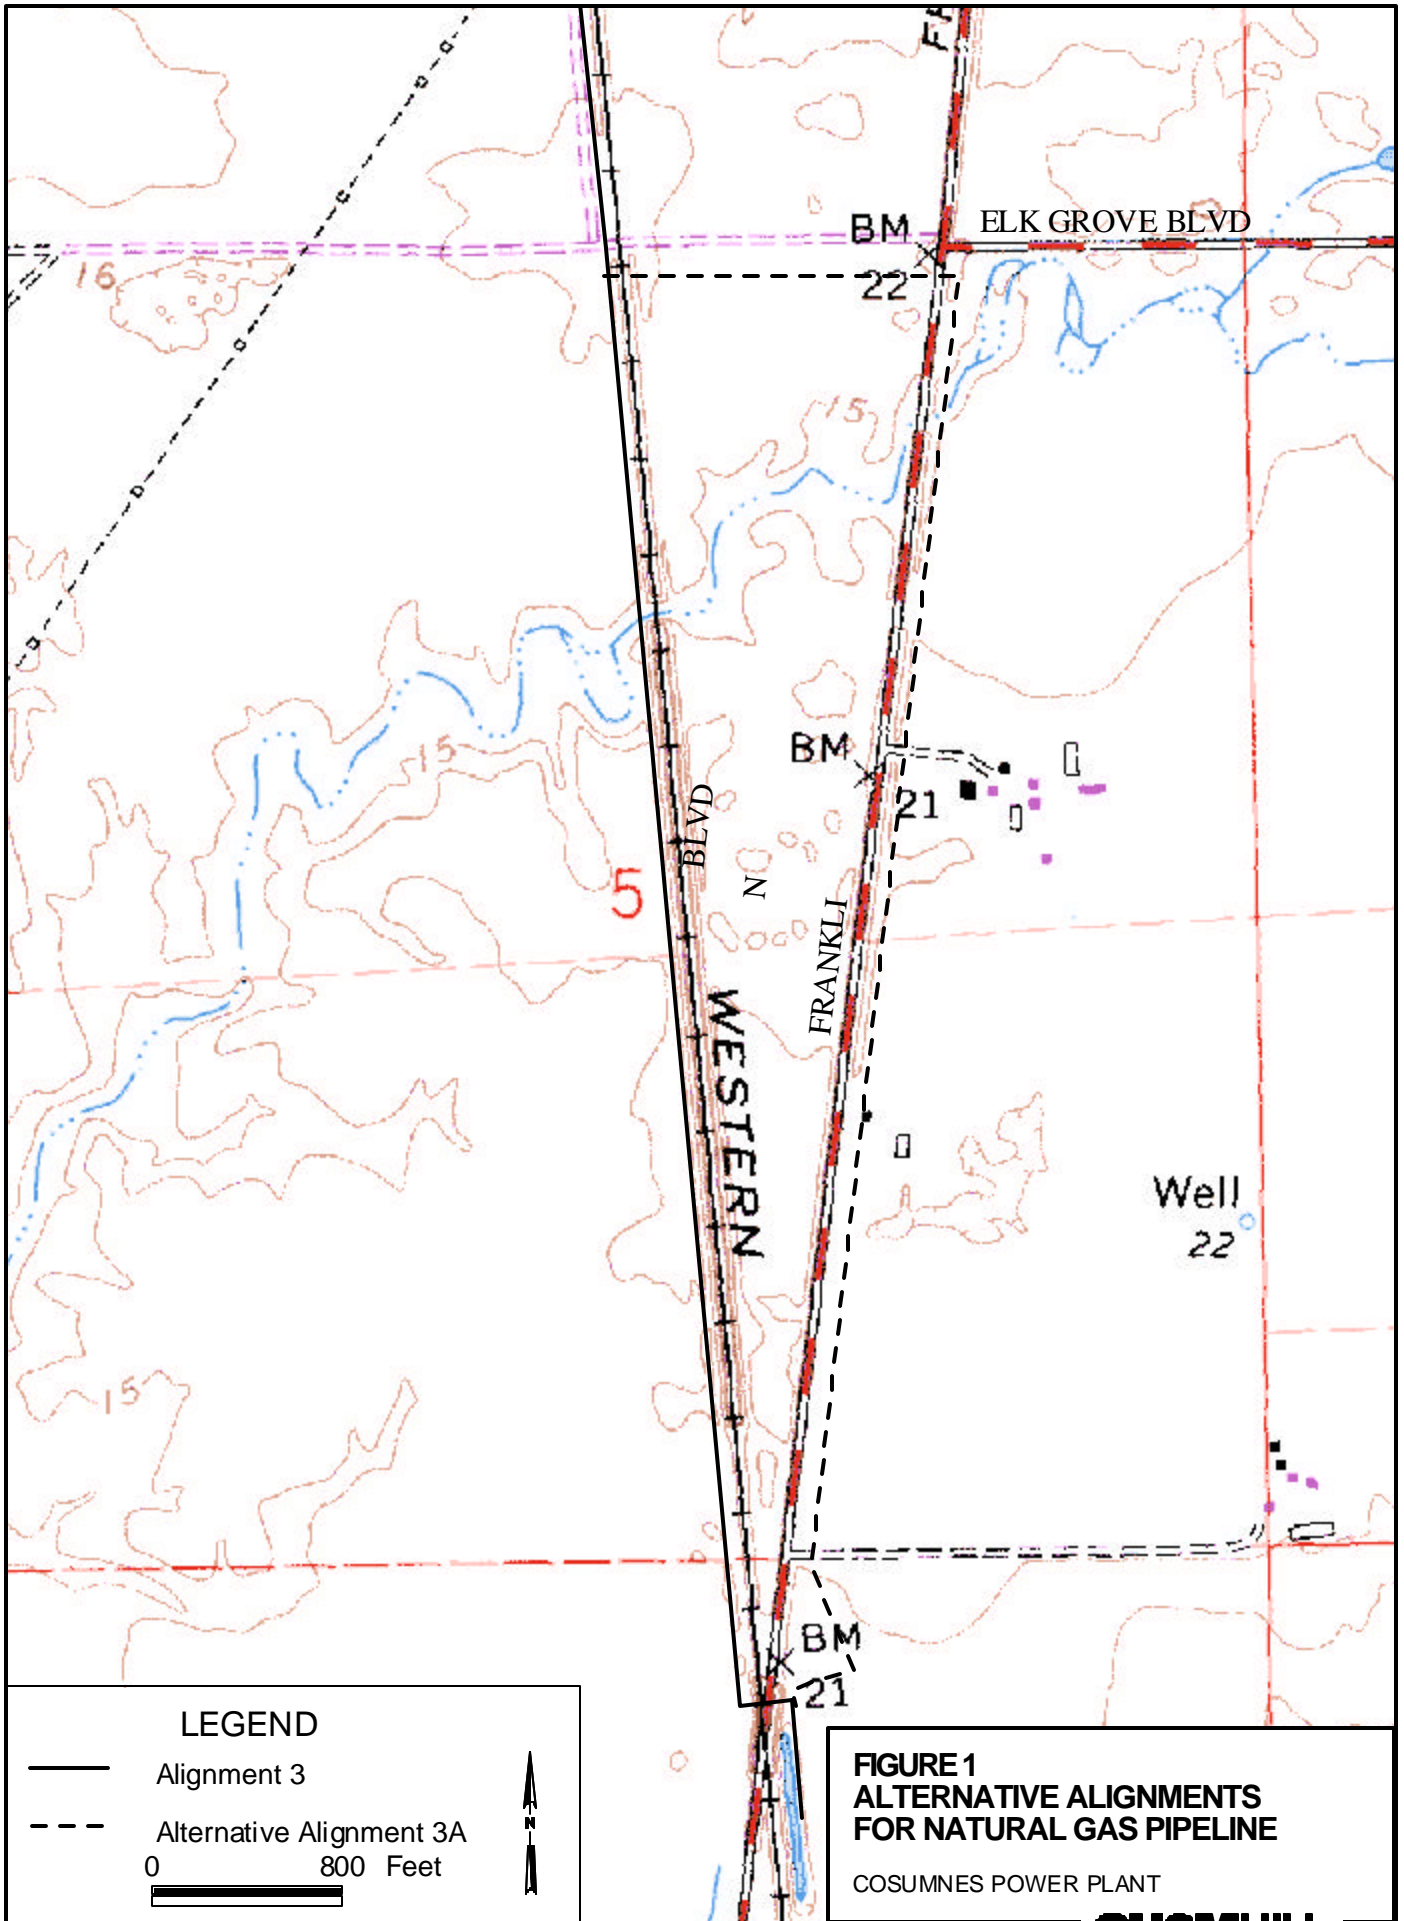 ELK GROVE BLVD
BM
22
16
15
BM
21
15
BLVD
N
5
FRANKLI
WESTERN
Well
22
15
BM
21
LEGEND
Alignment 3
Alternative Alignment 3A
0 800 Feet
N
FIGURE 1
ALTERNATIVE ALIGNMENTS
FOR NATURAL GAS PIPELINE
COSUMNES POWER PLANT